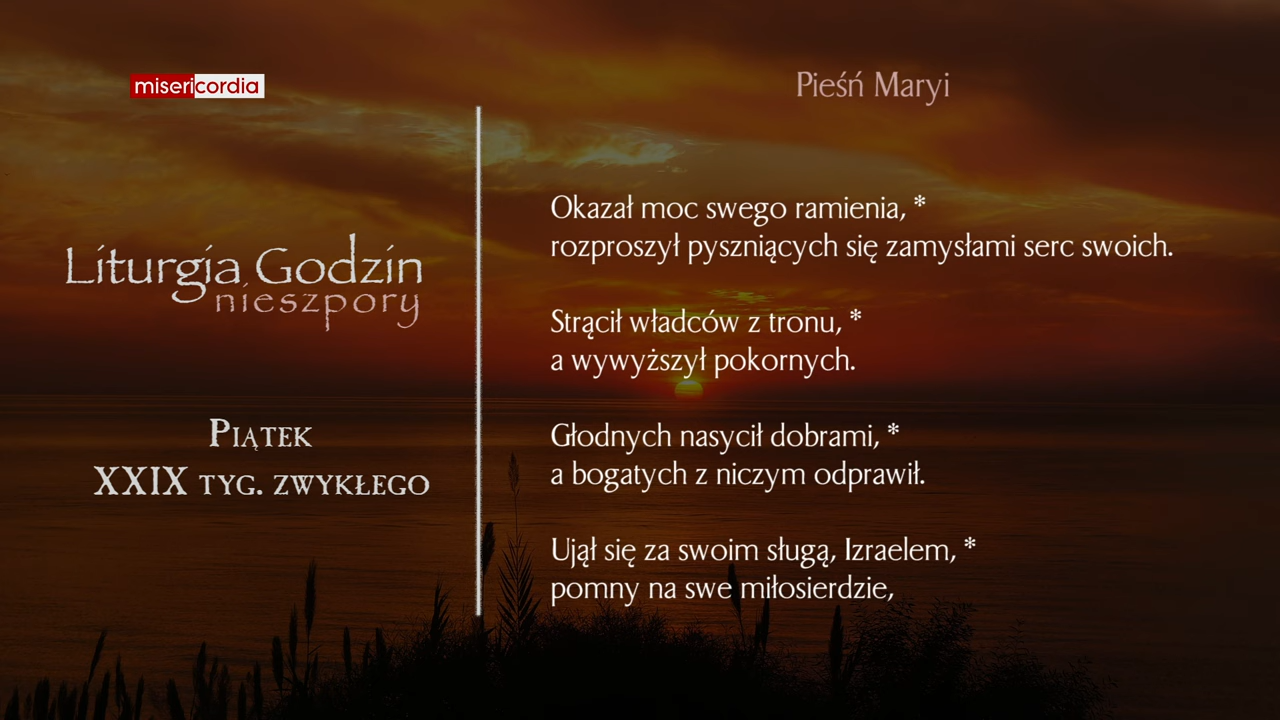 misericordia
Liturgia Godzin
nieszpory
Piątek
XXIX tyg. zwykłego
Pieśń Maryi
Okazał moc swego ramienia, *
rozproszył pyszniących się zamysłami serc swoich.
Strącił władców z tronu, *
a wywyższył pokornych.
Głodnych nasycił dobrami, *
a bogatych z niczym odprawił.
Ujął się za swoim sługą, Izraelem, *
pomny na swe miłosierdzie,